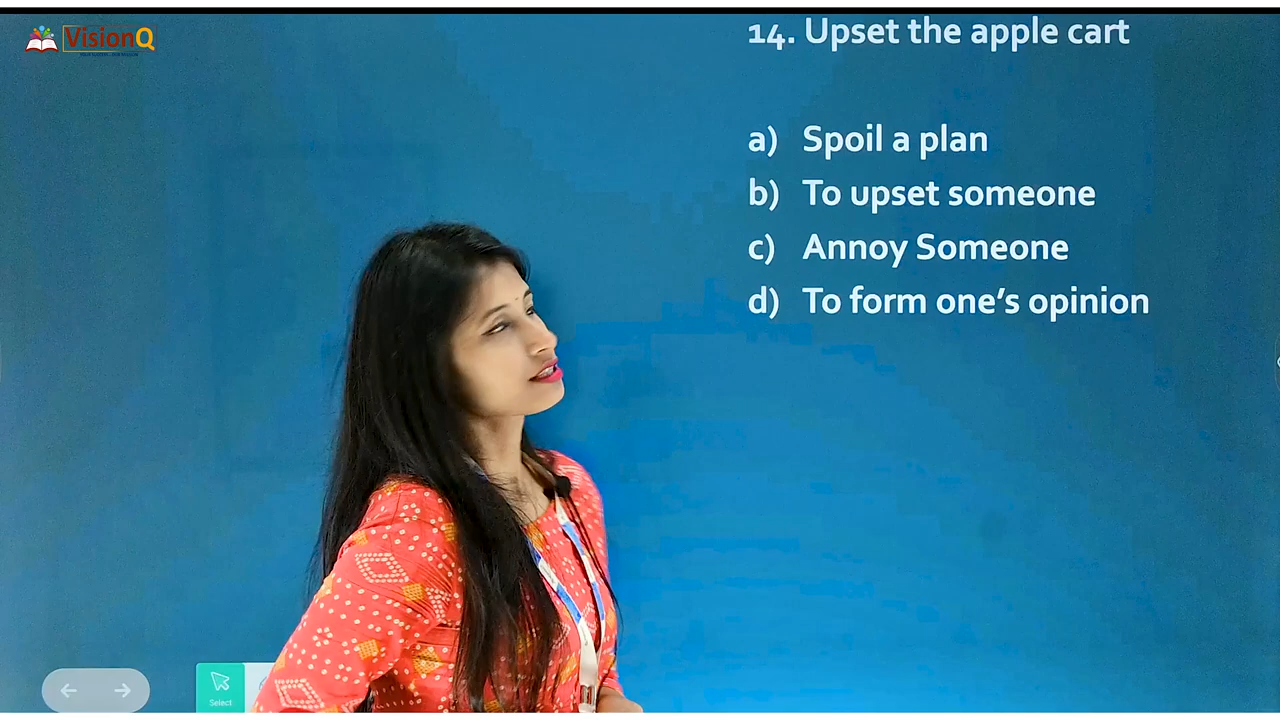 VisionQ
14. Upset the apple cart
a) Spoil a plan
b) To upset someone
c) Annoy Someone
d) To form one's opinion
Select